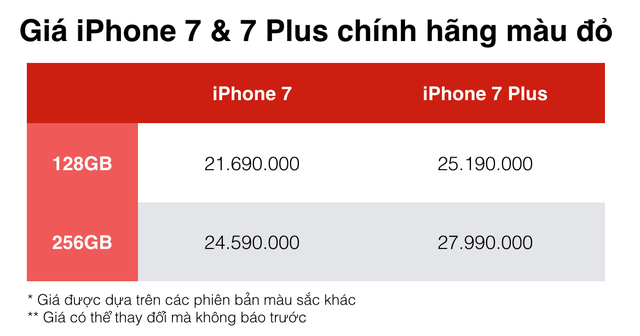 Giá iPhone 7 & 7 Plus chính hãng màu đỏ
iPhone 7 iPhone 7 Plus
128GB 21.690.000 25.190.000
256GB 24.590.000 27.990.000
* Giá được dựa trên các phiên bản màu sắc khác
** Giá có thể thay đổi mà không báo trước